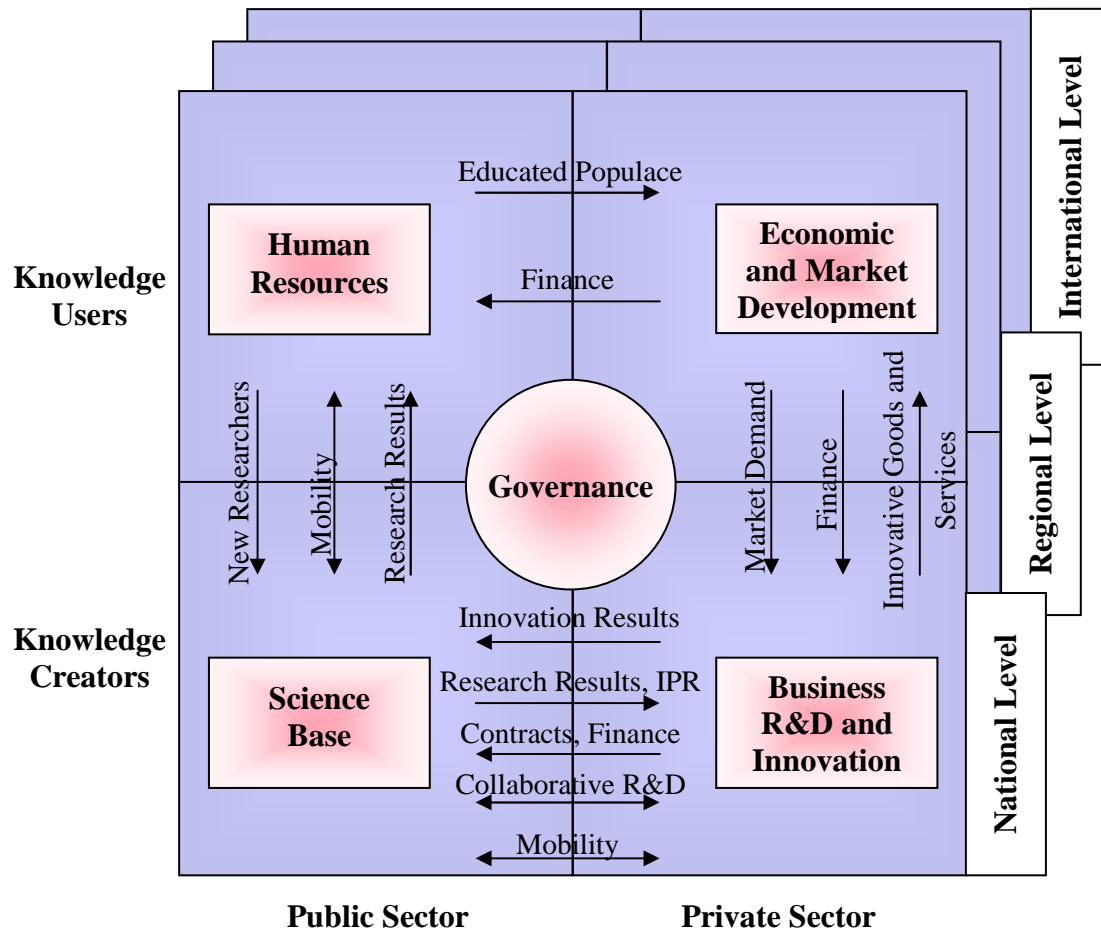 International Level
Educated Populace
Human
Resources
Economic
and Market
Development
Knowledge
Users
Finance
Regional Level
New Researchers
Mobility
Research Results
Governance
Market Demand
Finance
Innovative Goods and
Services
National Level
Innovation Results
Knowledge
Creators
Science
Base
Research Results, IPR
Contracts, Finance
Collaborative R&D
Mobility
Business
R&D and
Innovation
Public Sector
Private Sector